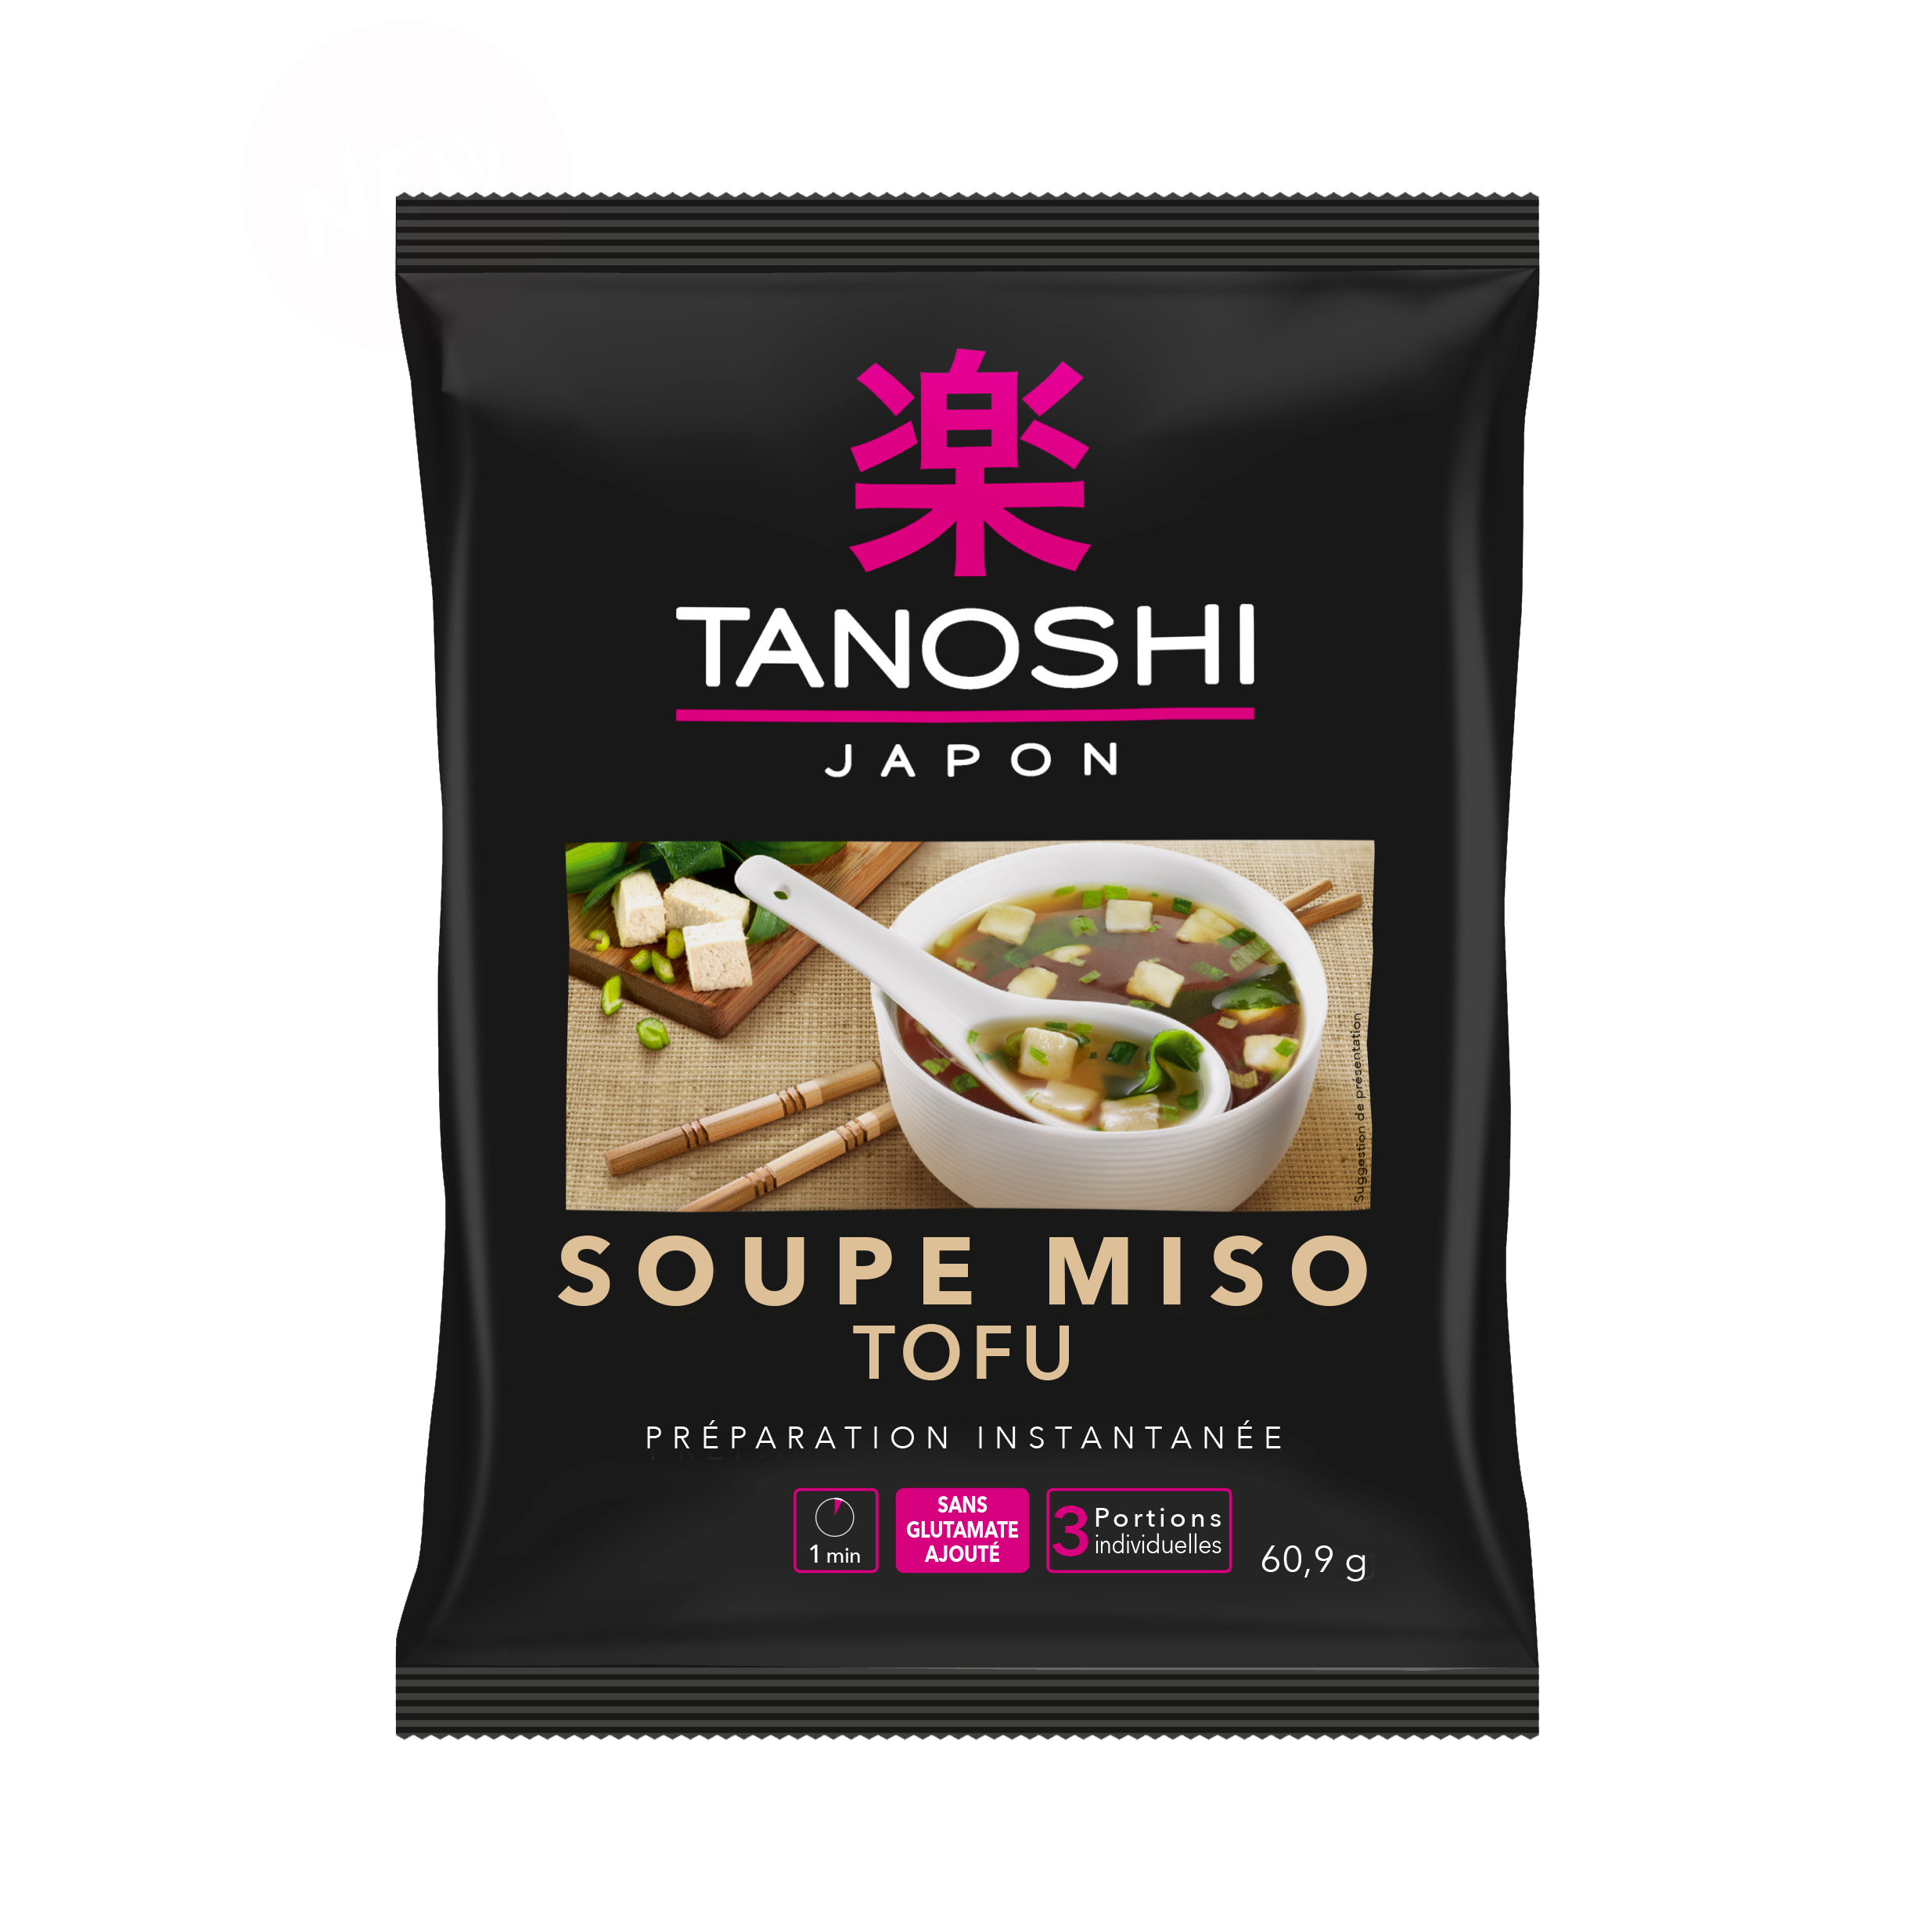 NEW
楽
TANOSHI
JAPON
Suggestion de présentation
SOUPE MISO
TOFU
PRÉPARATION INSTANTANÉE
1 min
SANS
GLUTAMATE
AJOUTÉ
3 Portions
individuelles
60,9 g